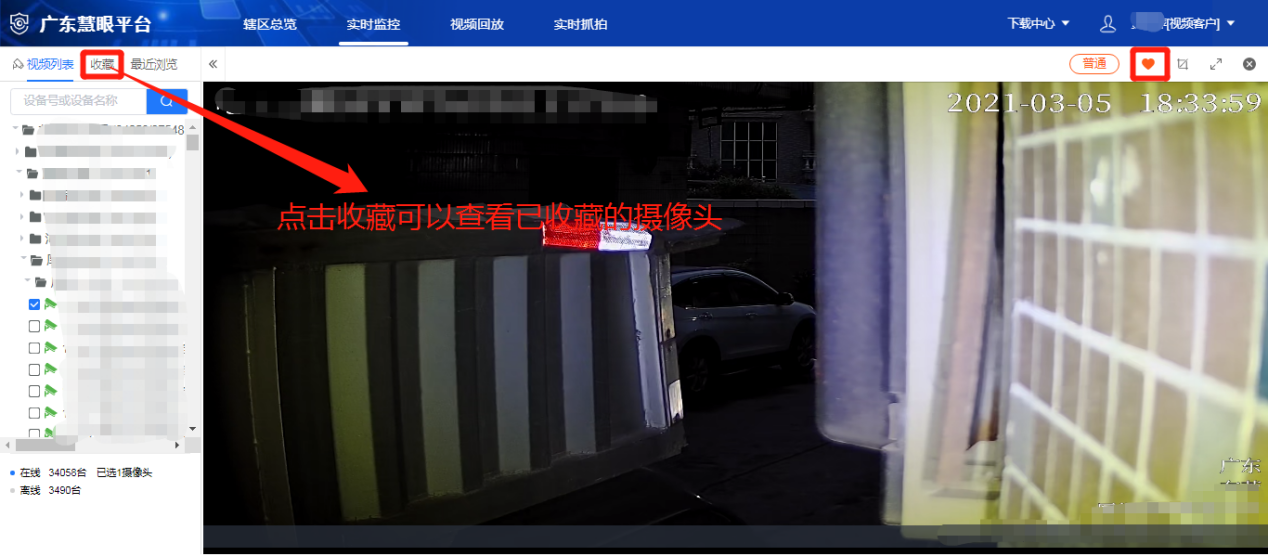 广东慧眼平台
辖区总览 实时监控 视频回放 实时抓拍
下载中心
[视频客户]
视频列表 收藏 最近浏览
普通
设备号或设备名称
2021-03-05 18:33:59
点击收藏可以查看已收藏的摄像头
在线 34058台 已选1摄像头
离线 3490台
广东